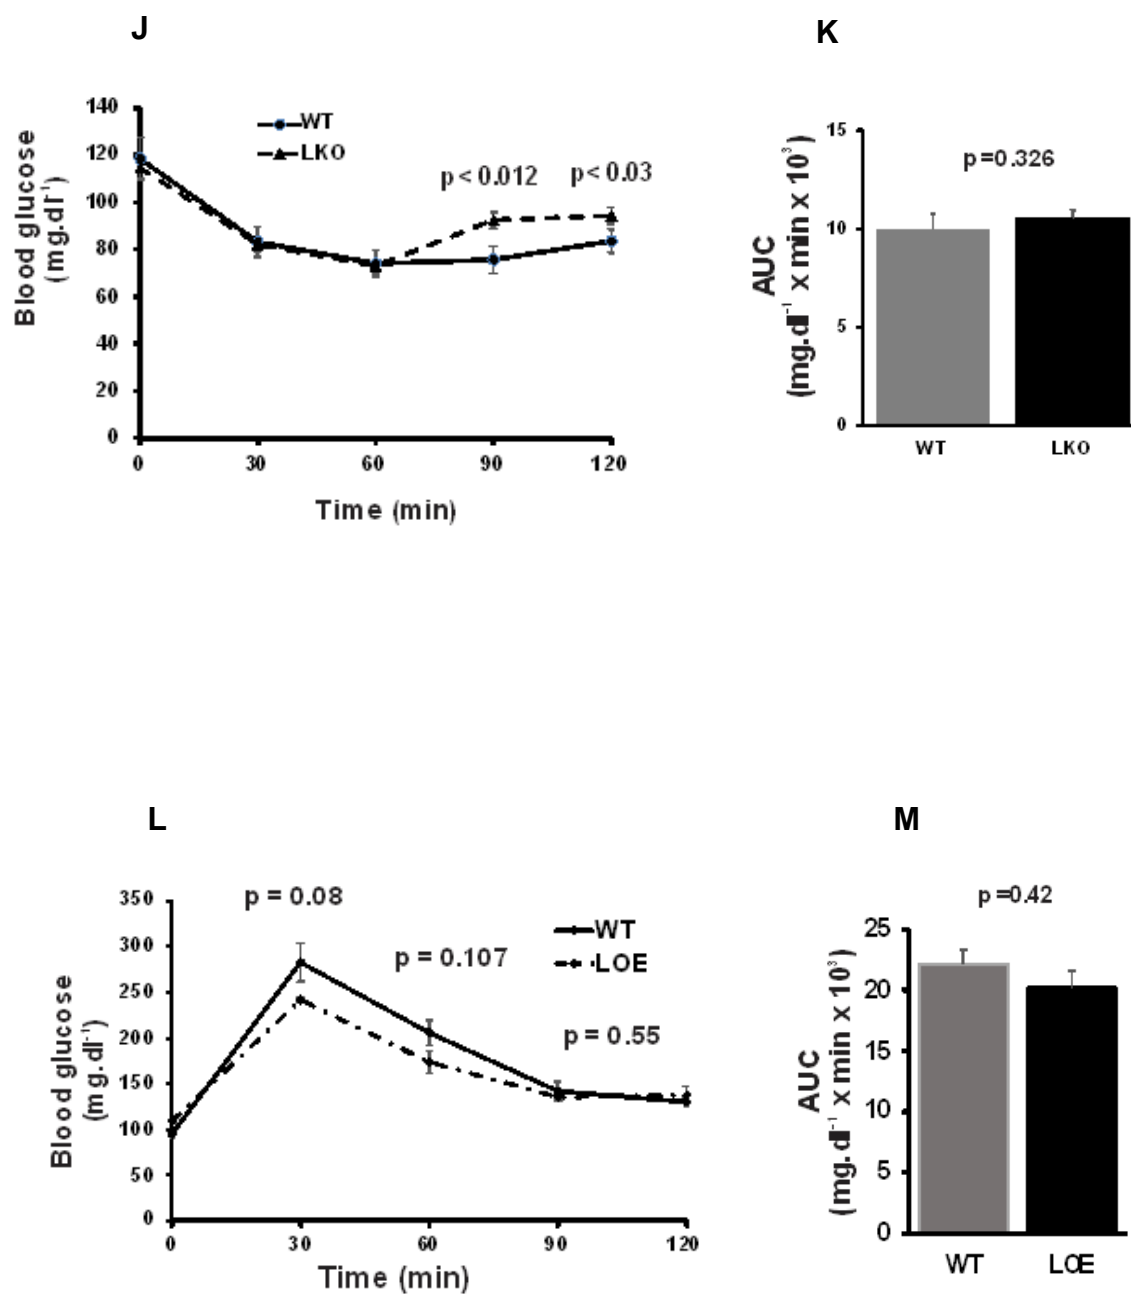 J
K
140
120
100
80
60
40
20
0
Blood glucose
(mg.dl⁻¹)
WT
LKO
p< 0.012
p< 0.03
0 30 60 90 120
Time (min)
15
10
5
0
AUC
(mg.dl⁻¹ x min x 10³)
p=0.326
WT LKO
L
M
350
300
250
200
150
100
50
0
Blood glucose
(mg.dl⁻¹)
p = 0.08
p = 0.107
p = 0.55
WT
LOE
0 30 60 90 120
Time (min)
p=0.42
25
20
15
10
5
0
AUC
(mg.dl⁻¹ x min x 10³)
WT LOE